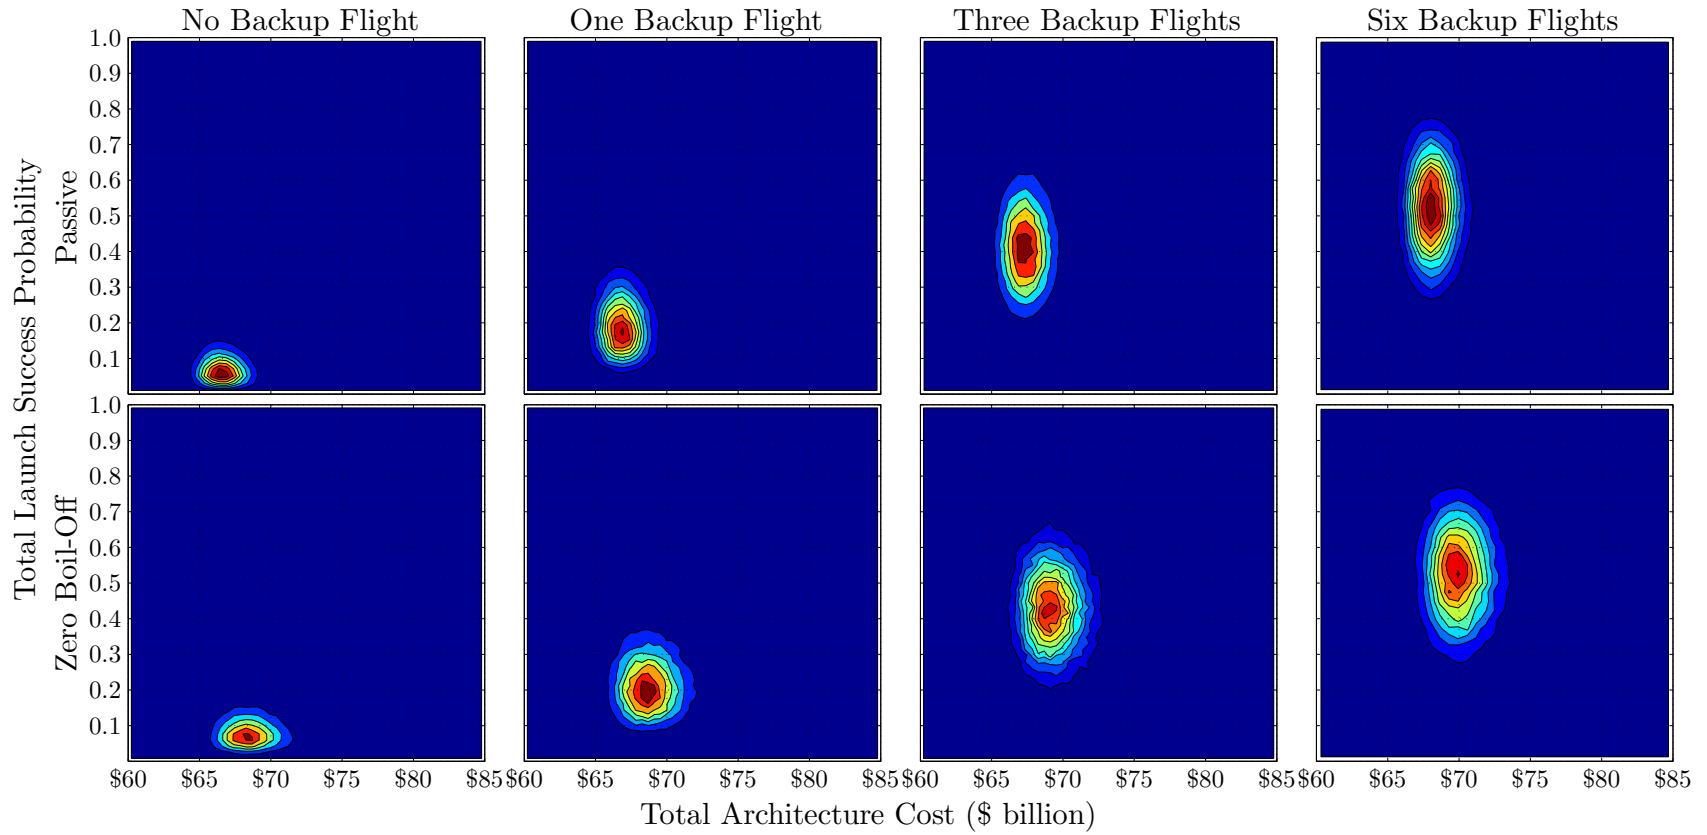 No Backup Flight
One Backup Flight
Three Backup Flights
Six Backup Flights
Total Launch Success Probability
Passive
1.0
0.9
0.8
0.7
0.6
0.5
0.4
0.3
0.2
0.1
Zero Boil-Off
1.0
0.9
0.8
0.7
0.6
0.5
0.4
0.3
0.2
0.1
$60 $65 $70 $75 $80 $85
$60 $65 $70 $75 $80 $85
$60 $65 $70 $75 $80 $85
$60 $65 $70 $75 $80 $85
Total Architecture Cost ($ billion)